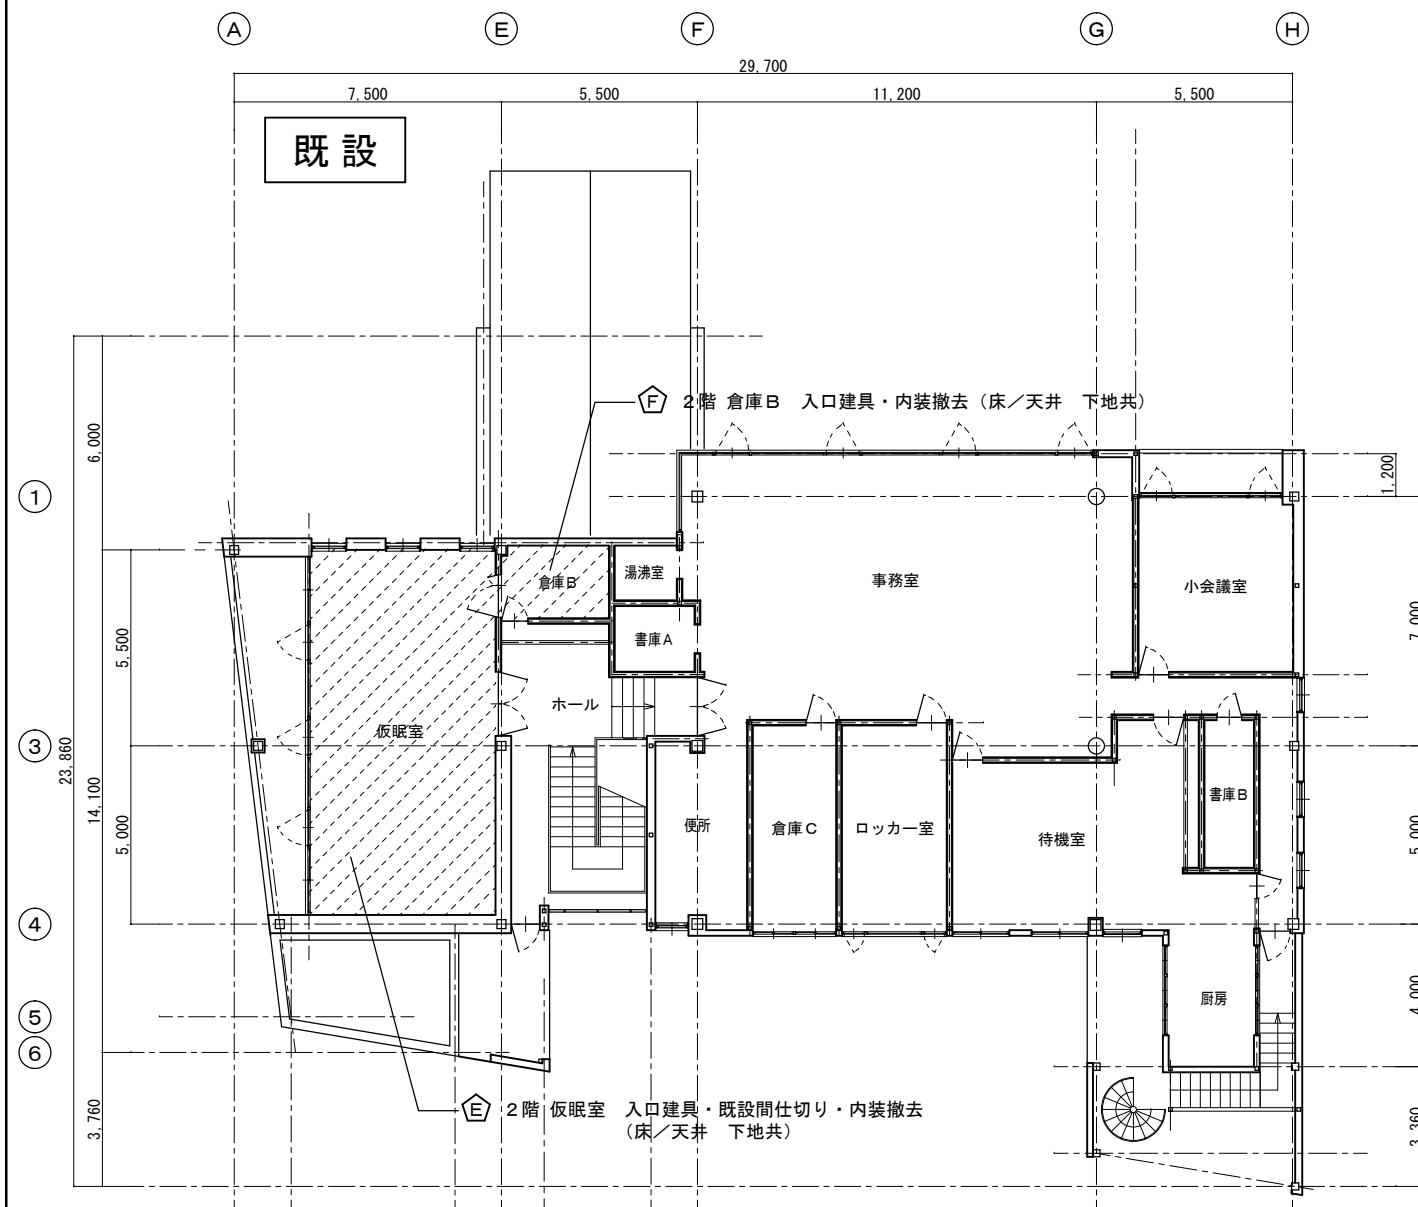 A E F G H
29,700
7,500 5,500 11,200 5,500
既設
F 2階 倉庫B 入口建具・内装撤去（床／天井 下地共）
6,000
1,200
1
倉庫B
湯沸室
事務室
小会議室
7,000
書庫A
5,500
ホール
仮眠室
3
23,860
14,100
5,000
便所
倉庫C
ロッカー室
待機室
書庫B
5,000
4
厨房
4,000
5
6
E 2階 仮眠室 入口建具・既設間仕切り・内装撤去
（床／天井 下地共）
3,760
3,360